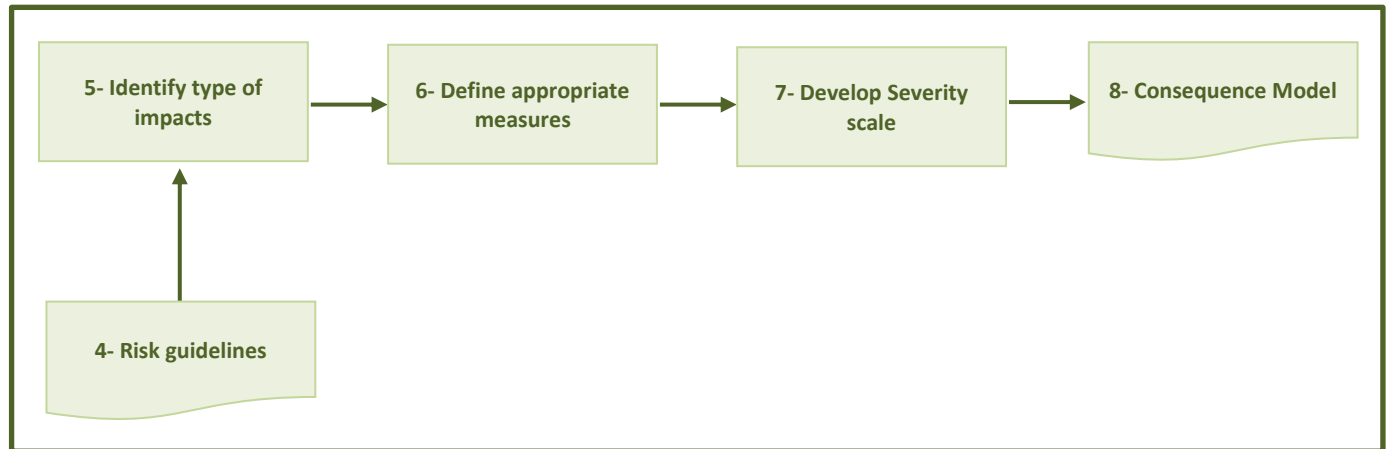 5- Identify type of
impacts
6- Define appropriate
measures
7- Develop Severity
scale
8- Consequence Model
4- Risk guidelines